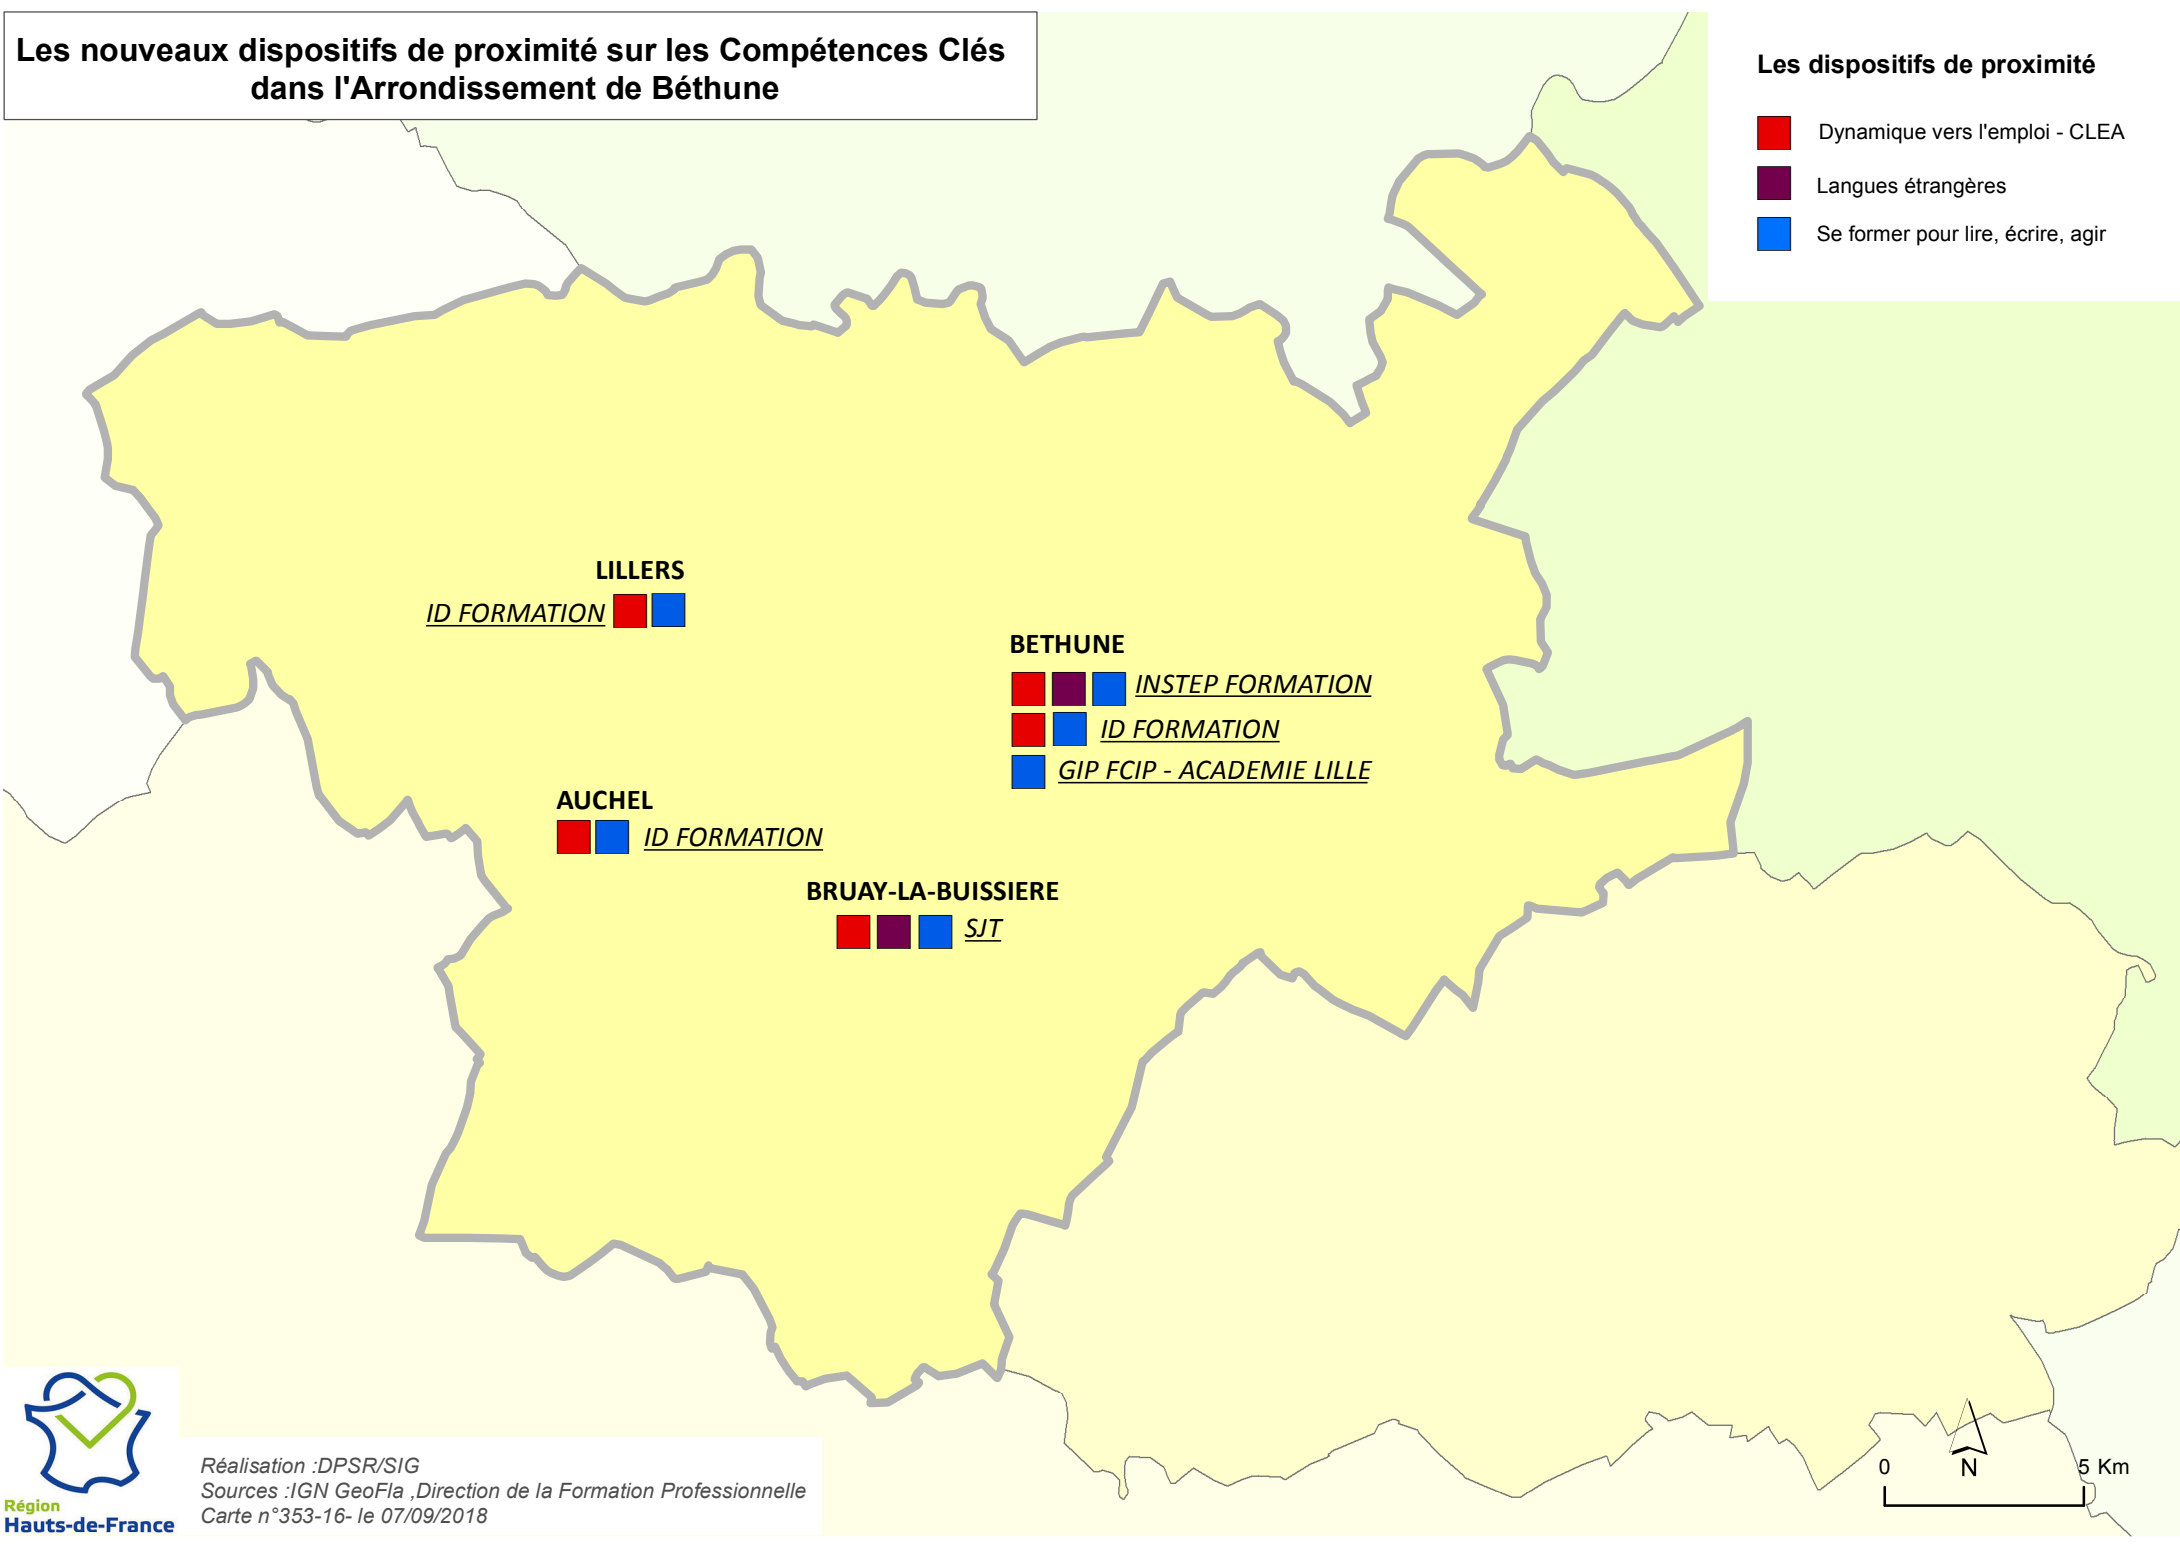 Les nouveaux dispositifs de proximité sur les Compétences Clés
dans l'Arrondissement de Béthune
Les dispositifs de proximité
Dynamique vers l'emploi - CLEA
Langues étrangères
Se former pour lire, écrire, agir
LILLERS
ID FORMATION
BETHUNE
INSTEP FORMATION
ID FORMATION
GIP FCIP - ACADEMIE LILLE
AUCHEL
ID FORMATION
BRUAY-LA-BUISSIERE
SJT
Réalisation :DPSR/SIG
Sources :IGN GeoFla ,Direction de la Formation Professionnelle
Carte n°353-16- le 07/09/2018
Région
Hauts-de-France
0 5 Km
N